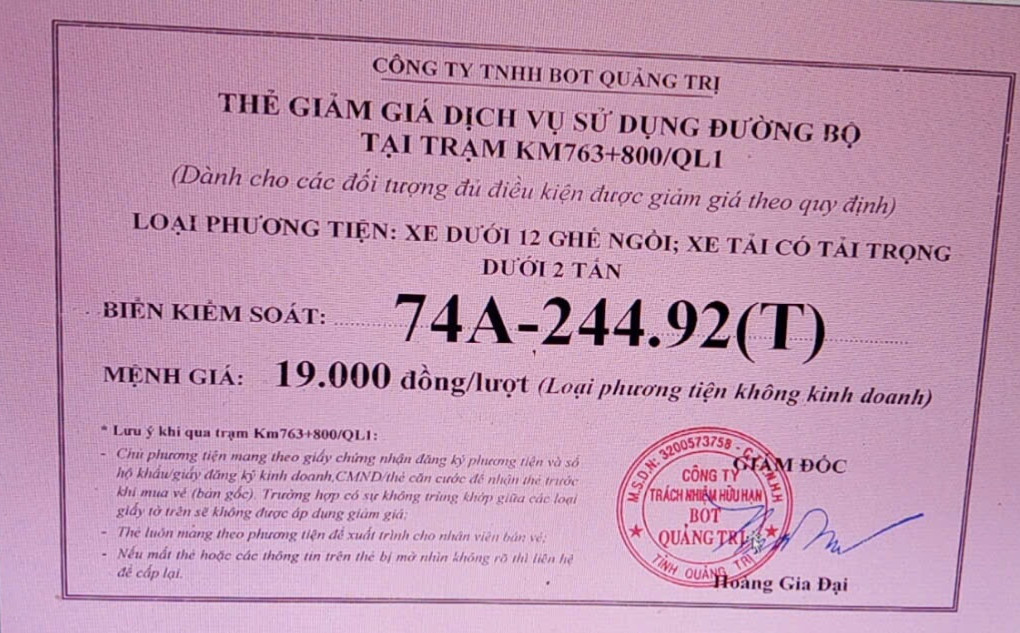 CÔNG TY TNHH BOT QUẢNG TRỊ
THẺ GIẢM GIÁ DỊCH VỤ SỬ DỤNG ĐƯỜNG BỘ
TẠI TRẠM KM763+800/QL1
(Dành cho các đối tượng đủ điều kiện được giảm giá theo quy định)
LOẠI PHƯƠNG TIỆN: XE DƯỚI 12 GHẾ NGỒI; XE TẢI CÓ TẢI TRỌNG
DƯỚI 2 TẤN
BIỂN KIỂM SOÁT: 74A-244.92(T)
MỆNH GIÁ: 19.000 đồng/lượt (Loại phương tiện không kinh doanh)
* Lưu ý khi qua trạm Km763+800/QL1:
- Chủ phương tiện mang theo giấy chứng nhận đăng ký phương tiện và sổ
hộ khẩu/giấy đăng ký kinh doanh,CMND/thẻ căn cước để nhận thẻ trước
khi mua vé (bản gốc). Trường hợp có sự không trùng khớp giữa các loại
giấy tờ trên sẽ không được áp dụng giảm giá;
- Thẻ luôn mang theo phương tiện để xuất trình cho nhân viên bán vé;
- Nếu mất thẻ hoặc các thông tin trên thẻ bị mờ nhìn không rõ thì liên hệ
để cấp lại.
GIÁM ĐỐC
M.S.D.N: 3200573758 - C.T.T.N.H.H
CÔNG TY
TRÁCH NHIỆM HỮU HẠN
BOT
QUẢNG TRỊ
TỈNH QUẢNG TRỊ
Hoàng Gia Đại